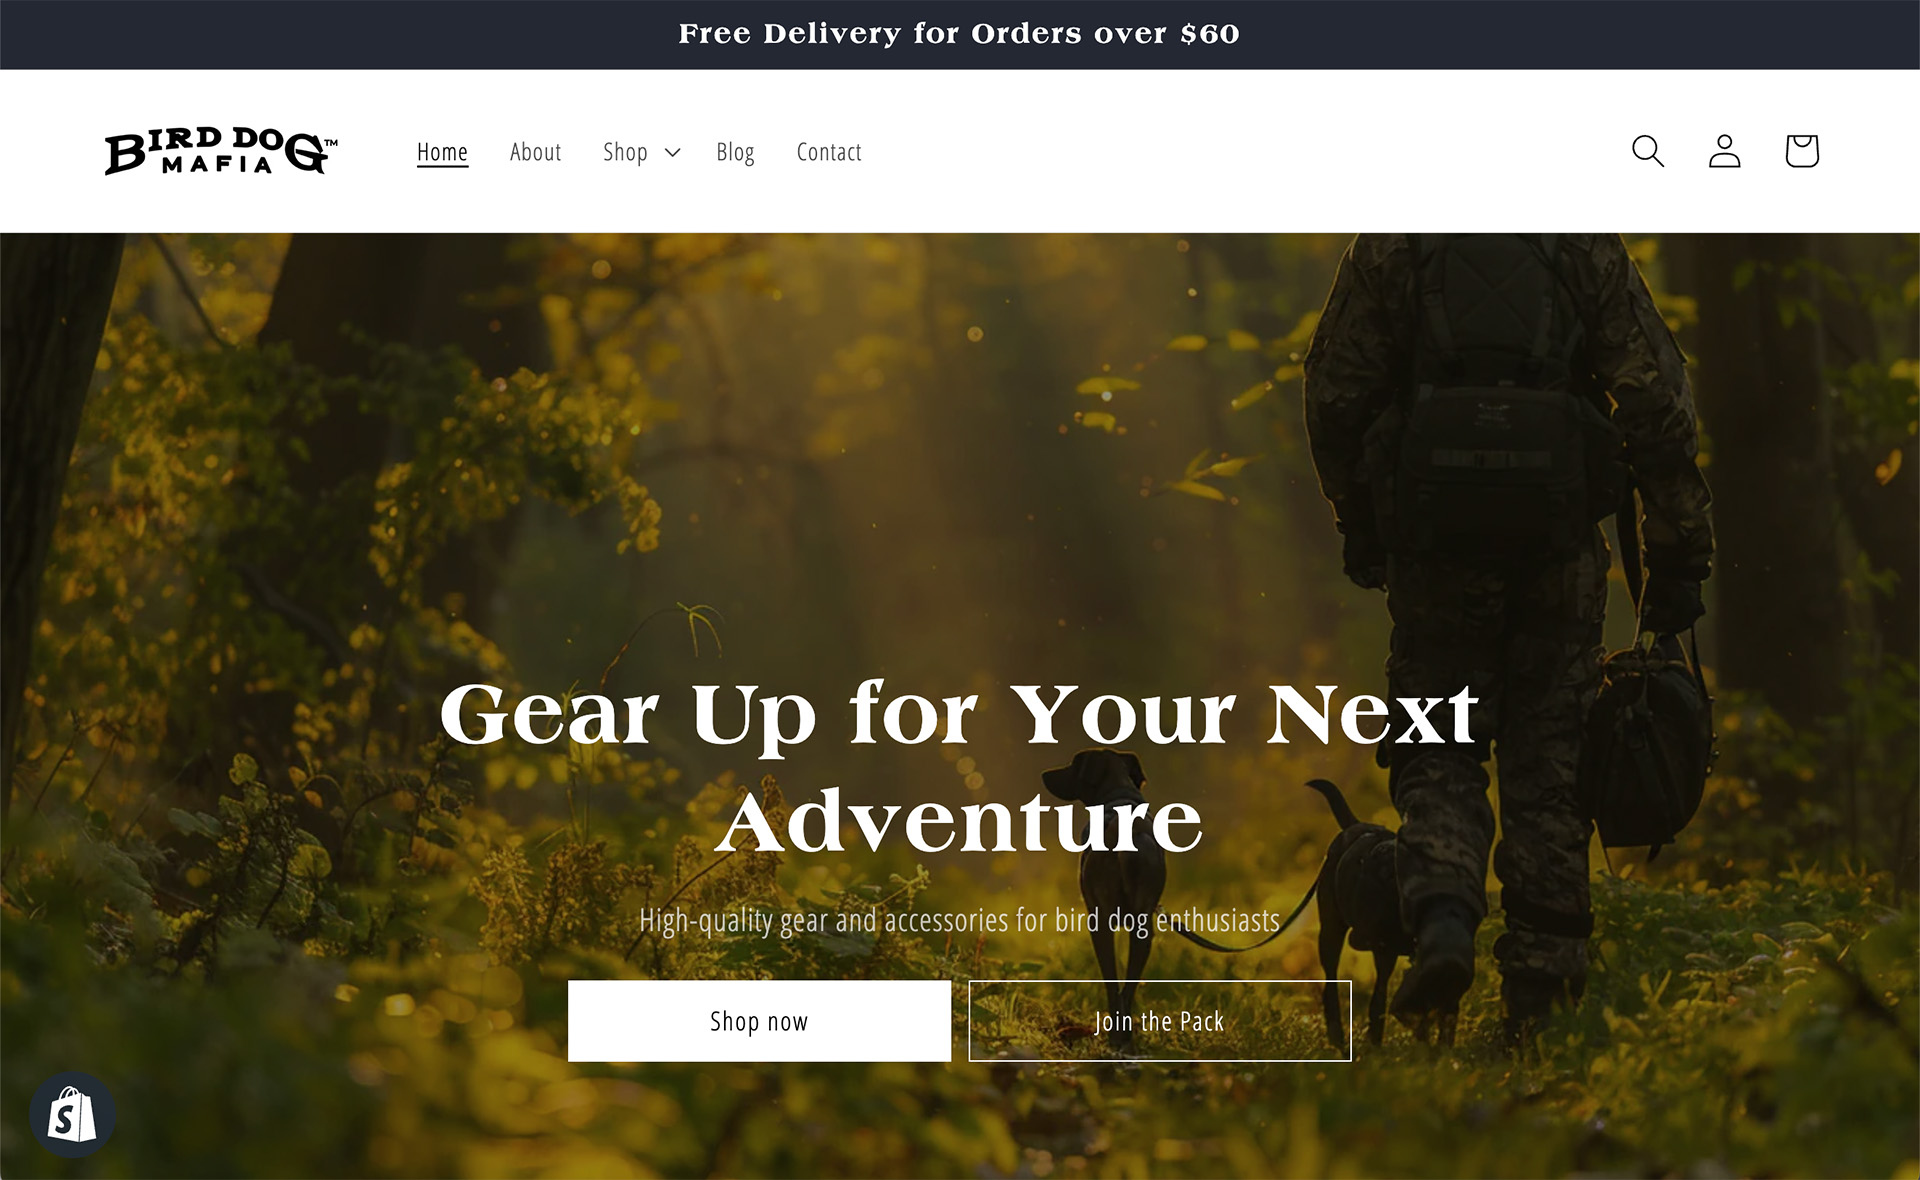 Free Delivery for Orders over $60
BIRD DOG™
MAFIA
Home About Shop Blog Contact
Gear Up for Your Next
Adventure
High-quality gear and accessories for bird dog enthusiasts
Shop now Join the Pack
S